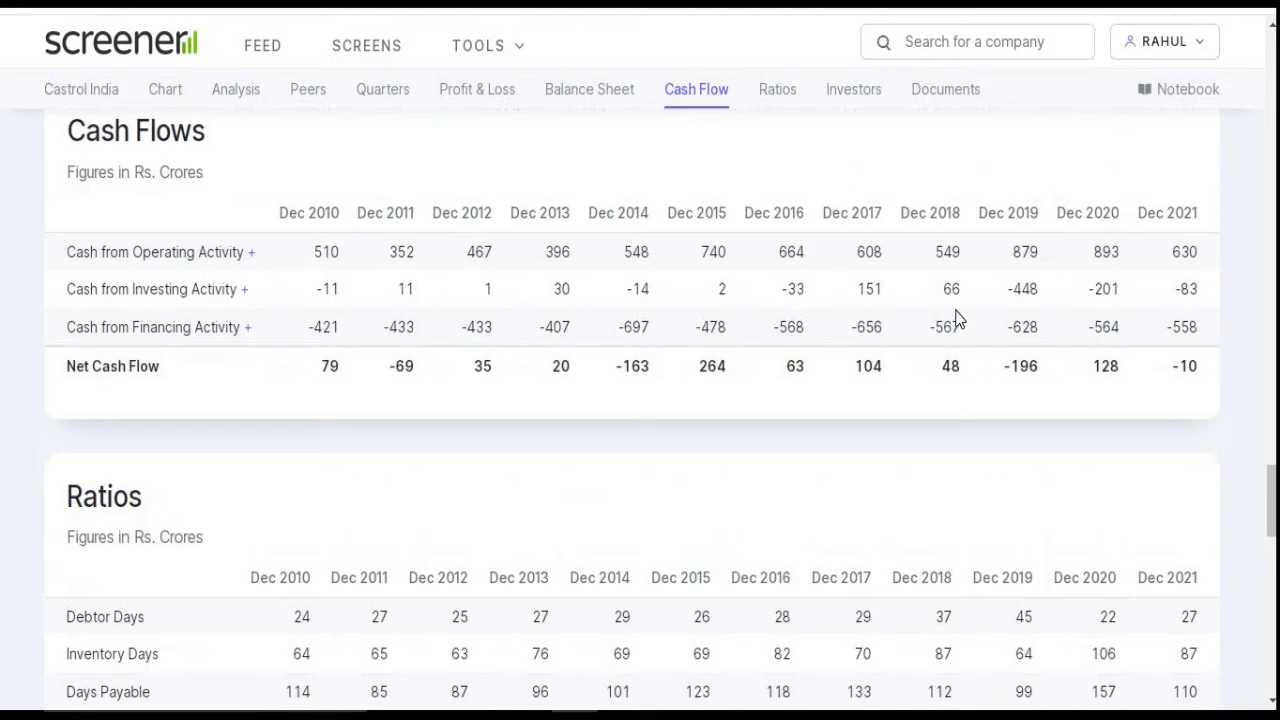 screener
FEED SCREENS TOOLS Search for a company RAHUL
Castrol India Chart Analysis Peers Quarters Profit & Loss Balance Sheet Cash Flow Ratios Investors Documents Notebook
Cash Flows
Figures in Rs. Crores
Dec 2010 Dec 2011 Dec 2012 Dec 2013 Dec 2014 Dec 2015 Dec 2016 Dec 2017 Dec 2018 Dec 2019 Dec 2020 Dec 2021
Cash from Operating Activity + 510 352 467 396 548 740 664 608 549 879 893 630
Cash from Investing Activity + -11 11 1 30 -14 2 -33 151 66 -448 -201 -83
Cash from Financing Activity + -421 -433 -433 -407 -697 -478 -568 -656 -567 -628 -564 -558
Net Cash Flow 79 -69 35 20 -163 264 63 104 48 -196 128 -10
Ratios
Figures in Rs. Crores
Dec 2010 Dec 2011 Dec 2012 Dec 2013 Dec 2014 Dec 2015 Dec 2016 Dec 2017 Dec 2018 Dec 2019 Dec 2020 Dec 2021
Debtor Days 24 27 25 27 29 26 28 29 37 45 22 27
Inventory Days 64 65 63 76 69 69 82 70 87 64 106 87
Days Payable 114 85 87 96 101 123 118 133 112 99 157 110